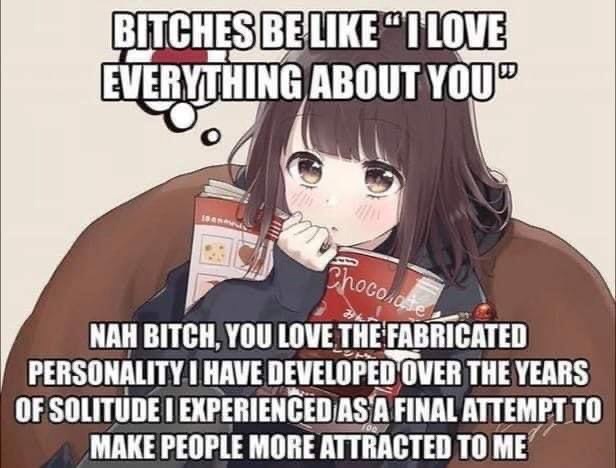 BITCHES BE LIKE “ I LOVE
EVERYTHING ABOUT YOU ”
Chocolate
NAH BITCH, YOU LOVE THE FABRICATED
PERSONALITY I HAVE DEVELOPED OVER THE YEARS
OF SOLITUDE I EXPERIENCED AS A FINAL ATTEMPT TO
MAKE PEOPLE MORE ATTRACTED TO ME